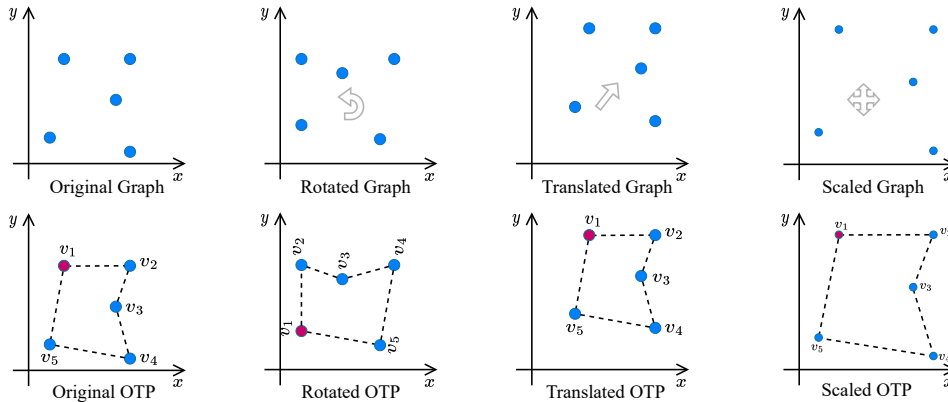 y
x
Original Graph
y
x
Rotated Graph
y
x
Translated Graph
y
x
Scaled Graph
y
v₁
v₂
v₃
v₄
v₅
x
Original OTP
y
v₂
v₃
v₄
v₁
v₅
x
Rotated OTP
y
v₁
v₂
v₃
v₄
v₅
x
Translated OTP
y
v₁
v₃
v₅
x
Scaled OTP